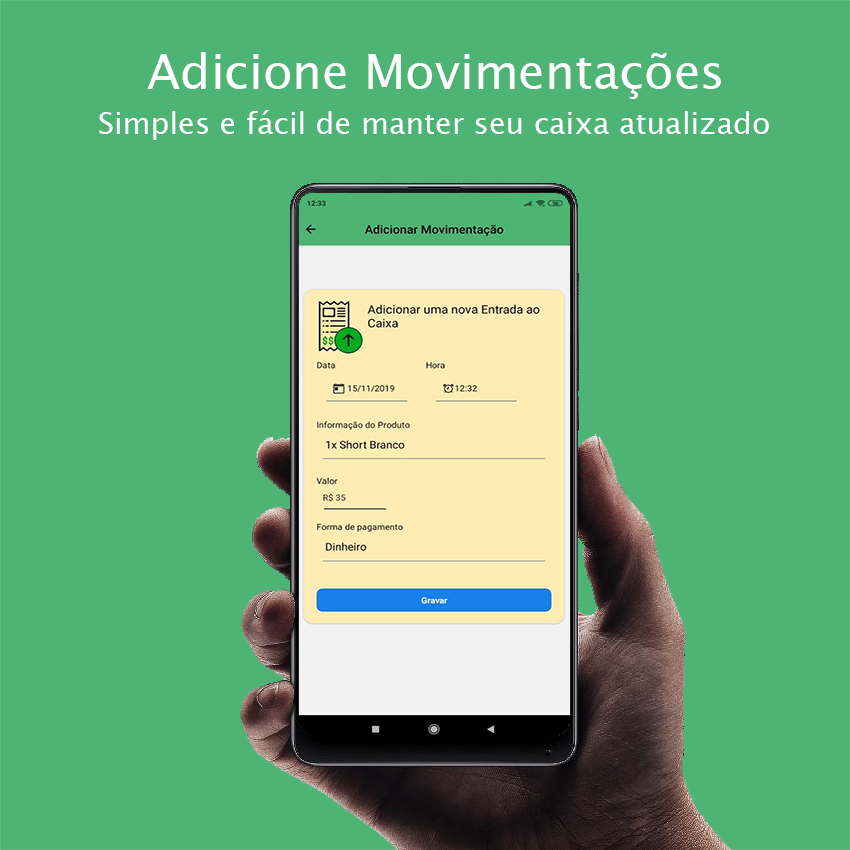 Adicione Movimentações
Simples e fácil de manter seu caixa atualizado
12:33
Adicionar Movimentação
Adicionar uma nova Entrada ao
Caixa
$$
Data Hora
15/11/2019 12:32
Informação do Produto
1x Short Branco
Valor
R$ 35
Forma de pagamento
Dinheiro
Gravar